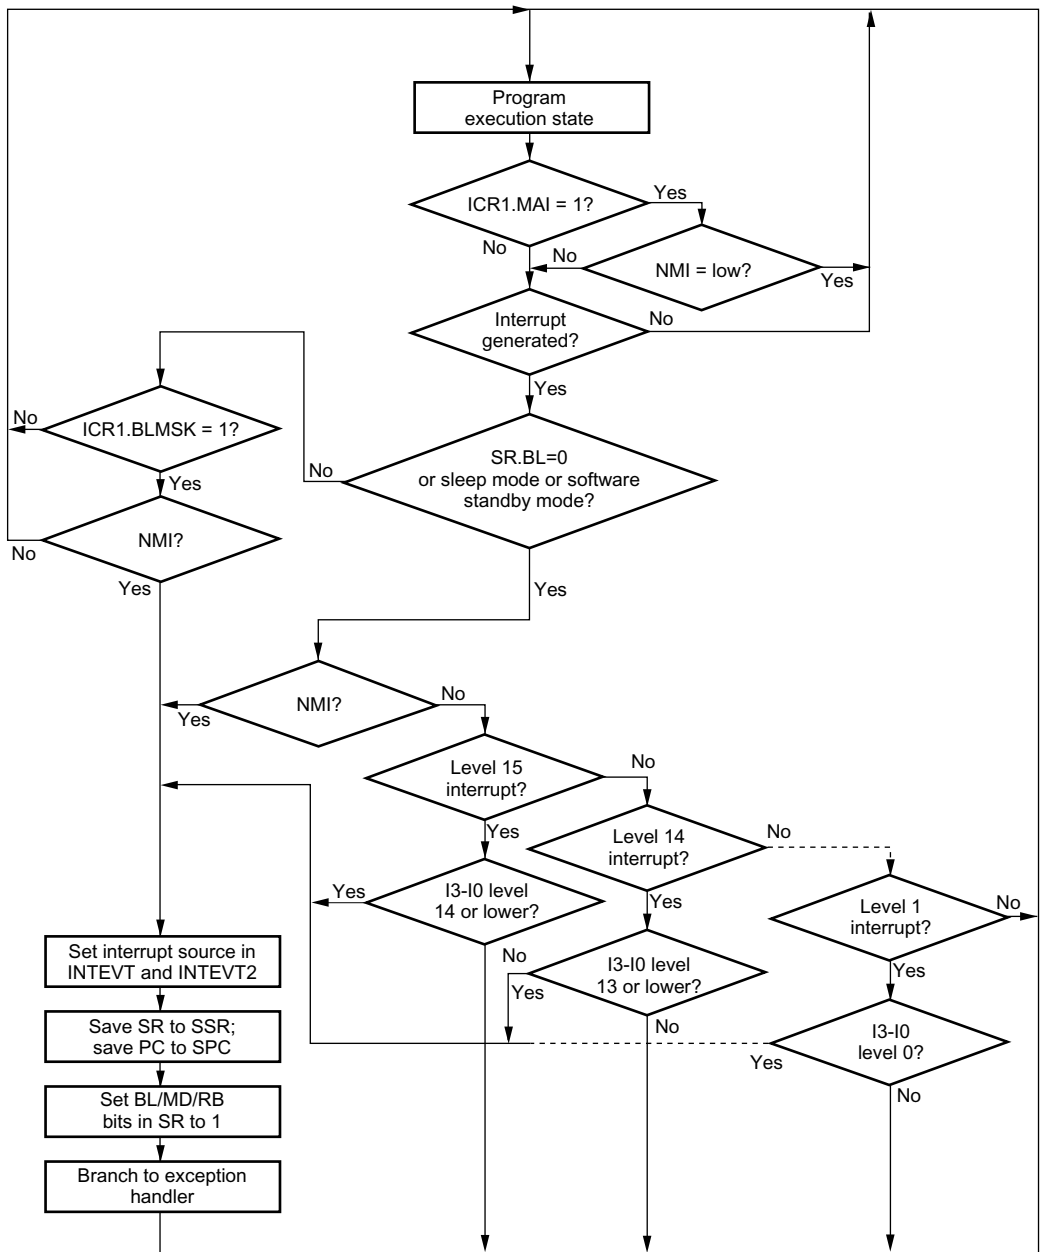 Program
execution state
ICR1.MAI = 1?
Yes
No
NMI = low?
No
Yes
Interrupt
generated?
No
Yes
ICR1.BLMSK = 1?
No
Yes
SR.BL=0
or sleep mode or software
standby mode?
No
Yes
NMI?
No
Yes
NMI?
No
Yes
Level 15
interrupt?
No
Yes
Level 14
interrupt?
No
Yes
I3-I0 level
14 or lower?
Yes
No
Level 1
interrupt?
No
Yes
I3-I0 level
13 or lower?
Yes
No
I3-I0
level 0?
Yes
No
Set interrupt source in
INTEVT and INTEVT2
Save SR to SSR;
save PC to SPC
Set BL/MD/RB
bits in SR to 1
Branch to exception
handler